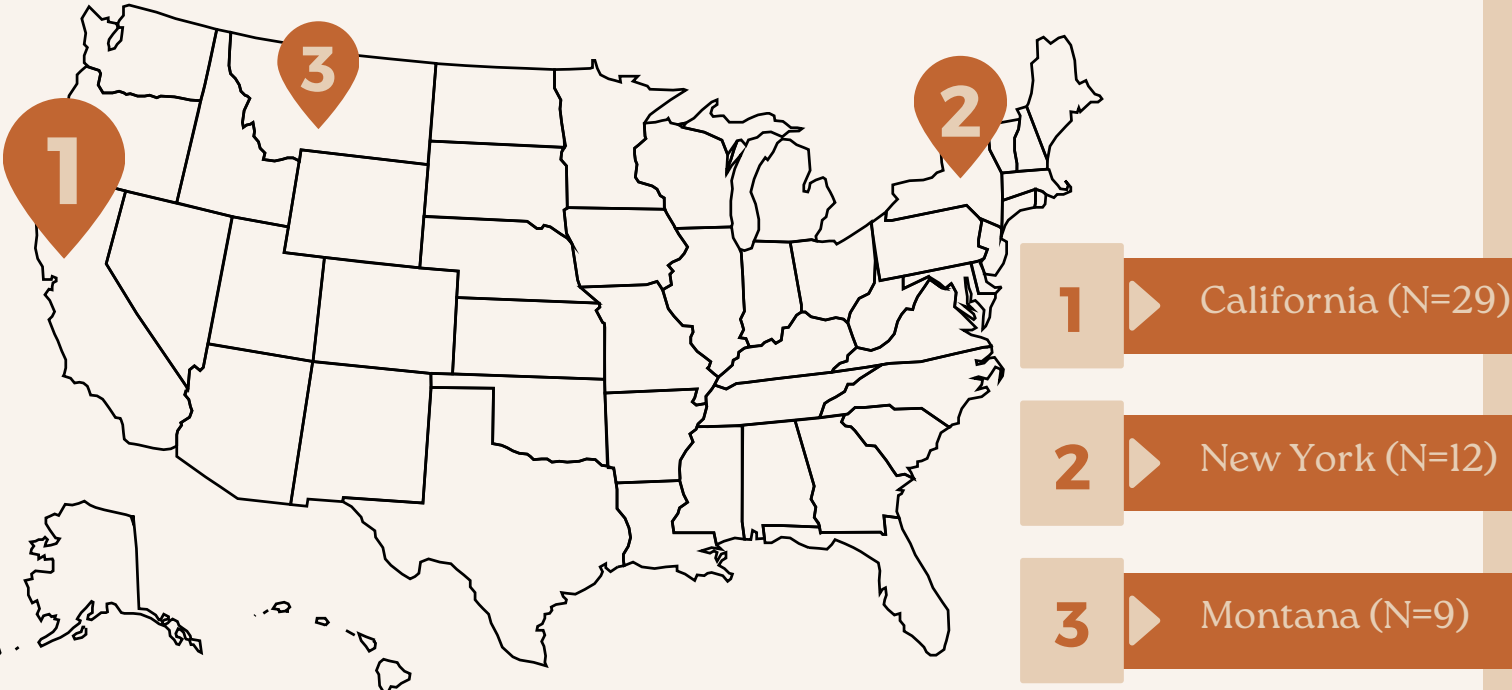 3
2
1
1
California (N=29)
2
New York (N=12)
3
Montana (N=9)